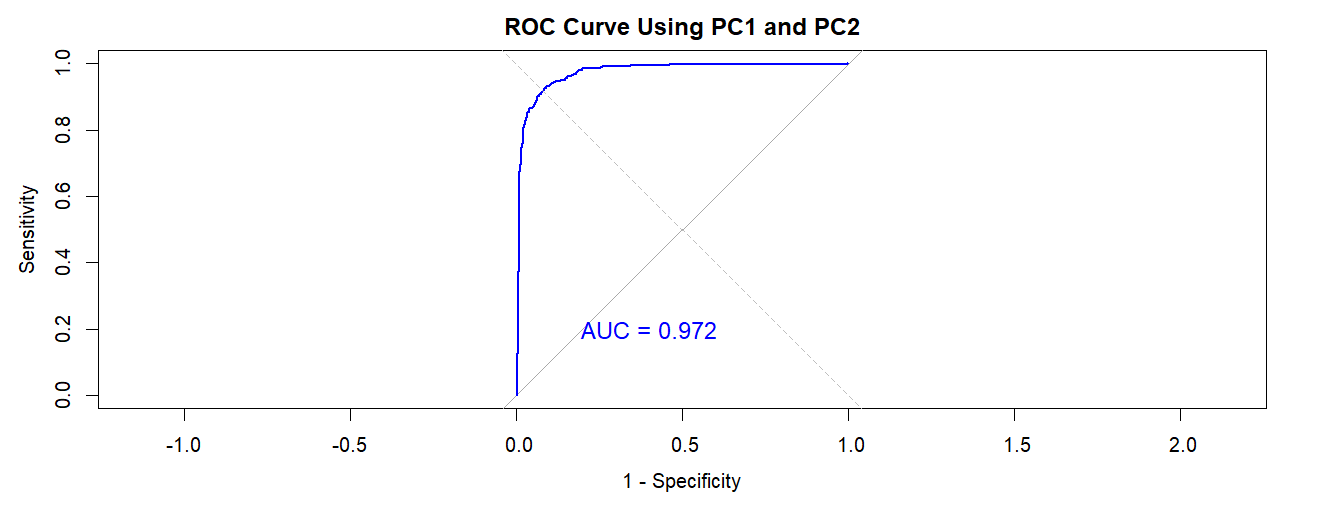 ROC Curve Using PC1 and PC2
Sensitivity
1.0
0.8
0.6
0.4
0.2
0.0
AUC = 0.972
-1.0 -0.5 0.0 0.5 1.0 1.5 2.0
1 - Specificity